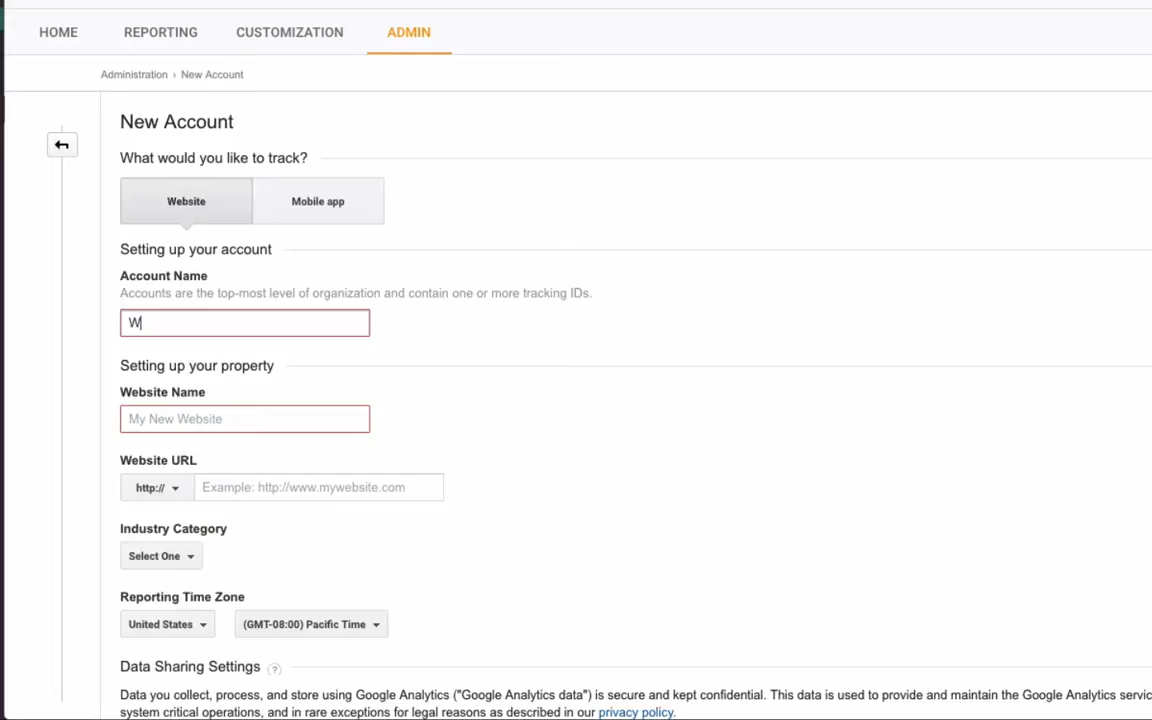 HOME REPORTING CUSTOMIZATION ADMIN
Administration › New Account
New Account
What would you like to track?
Website Mobile app
Setting up your account
Account Name
Accounts are the top-most level of organization and contain one or more tracking IDs.
W
Setting up your property
Website Name
My New Website
Website URL
http:// Example: http://www.mywebsite.com
Industry Category
Select One
Reporting Time Zone
United States (GMT-08:00) Pacific Time
Data Sharing Settings ?
Data you collect, process, and store using Google Analytics ("Google Analytics data") is secure and kept confidential. This data is used to provide and maintain the Google Analytics servic
system critical operations, and in rare exceptions for legal reasons as described in our privacy policy.